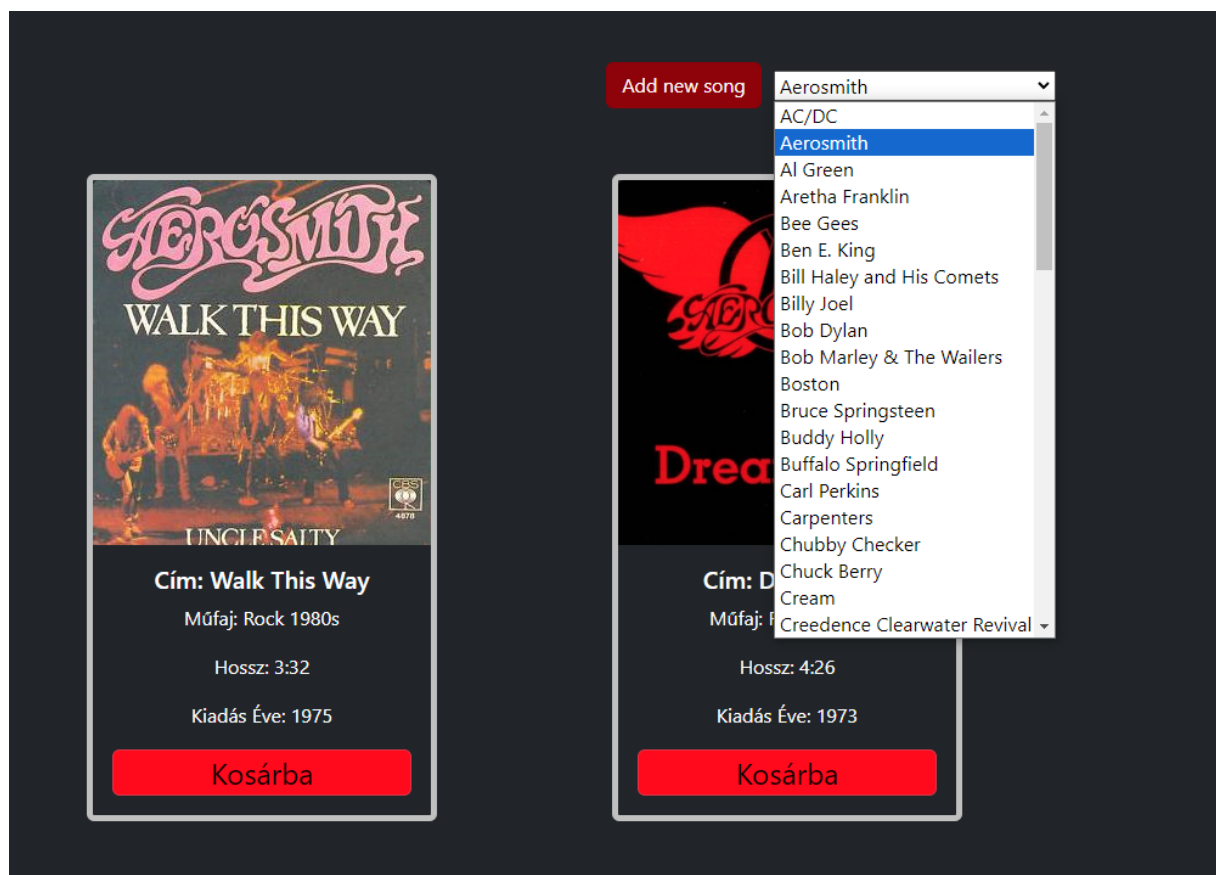 Add new song
Aerosmith
AC/DC
Aerosmith
Al Green
Aretha Franklin
Bee Gees
Ben E. King
Bill Haley and His Comets
Billy Joel
Bob Dylan
Bob Marley & The Wailers
Boston
Bruce Springsteen
Buddy Holly
Buffalo Springfield
Carl Perkins
Carpenters
Chubby Checker
Chuck Berry
Cream
Creedence Clearwater Revival
AEROSMITH
WALK THIS WAY
CBS
4878
UNCLE SALTY
Cím: Walk This Way
Műfaj: Rock 1980s
Hossz: 3:32
Kiadás Éve: 1975
Kosárba
AERO
Drea
Cím: D
Műfaj:
Hossz: 4:26
Kiadás Éve: 1973
Kosárba